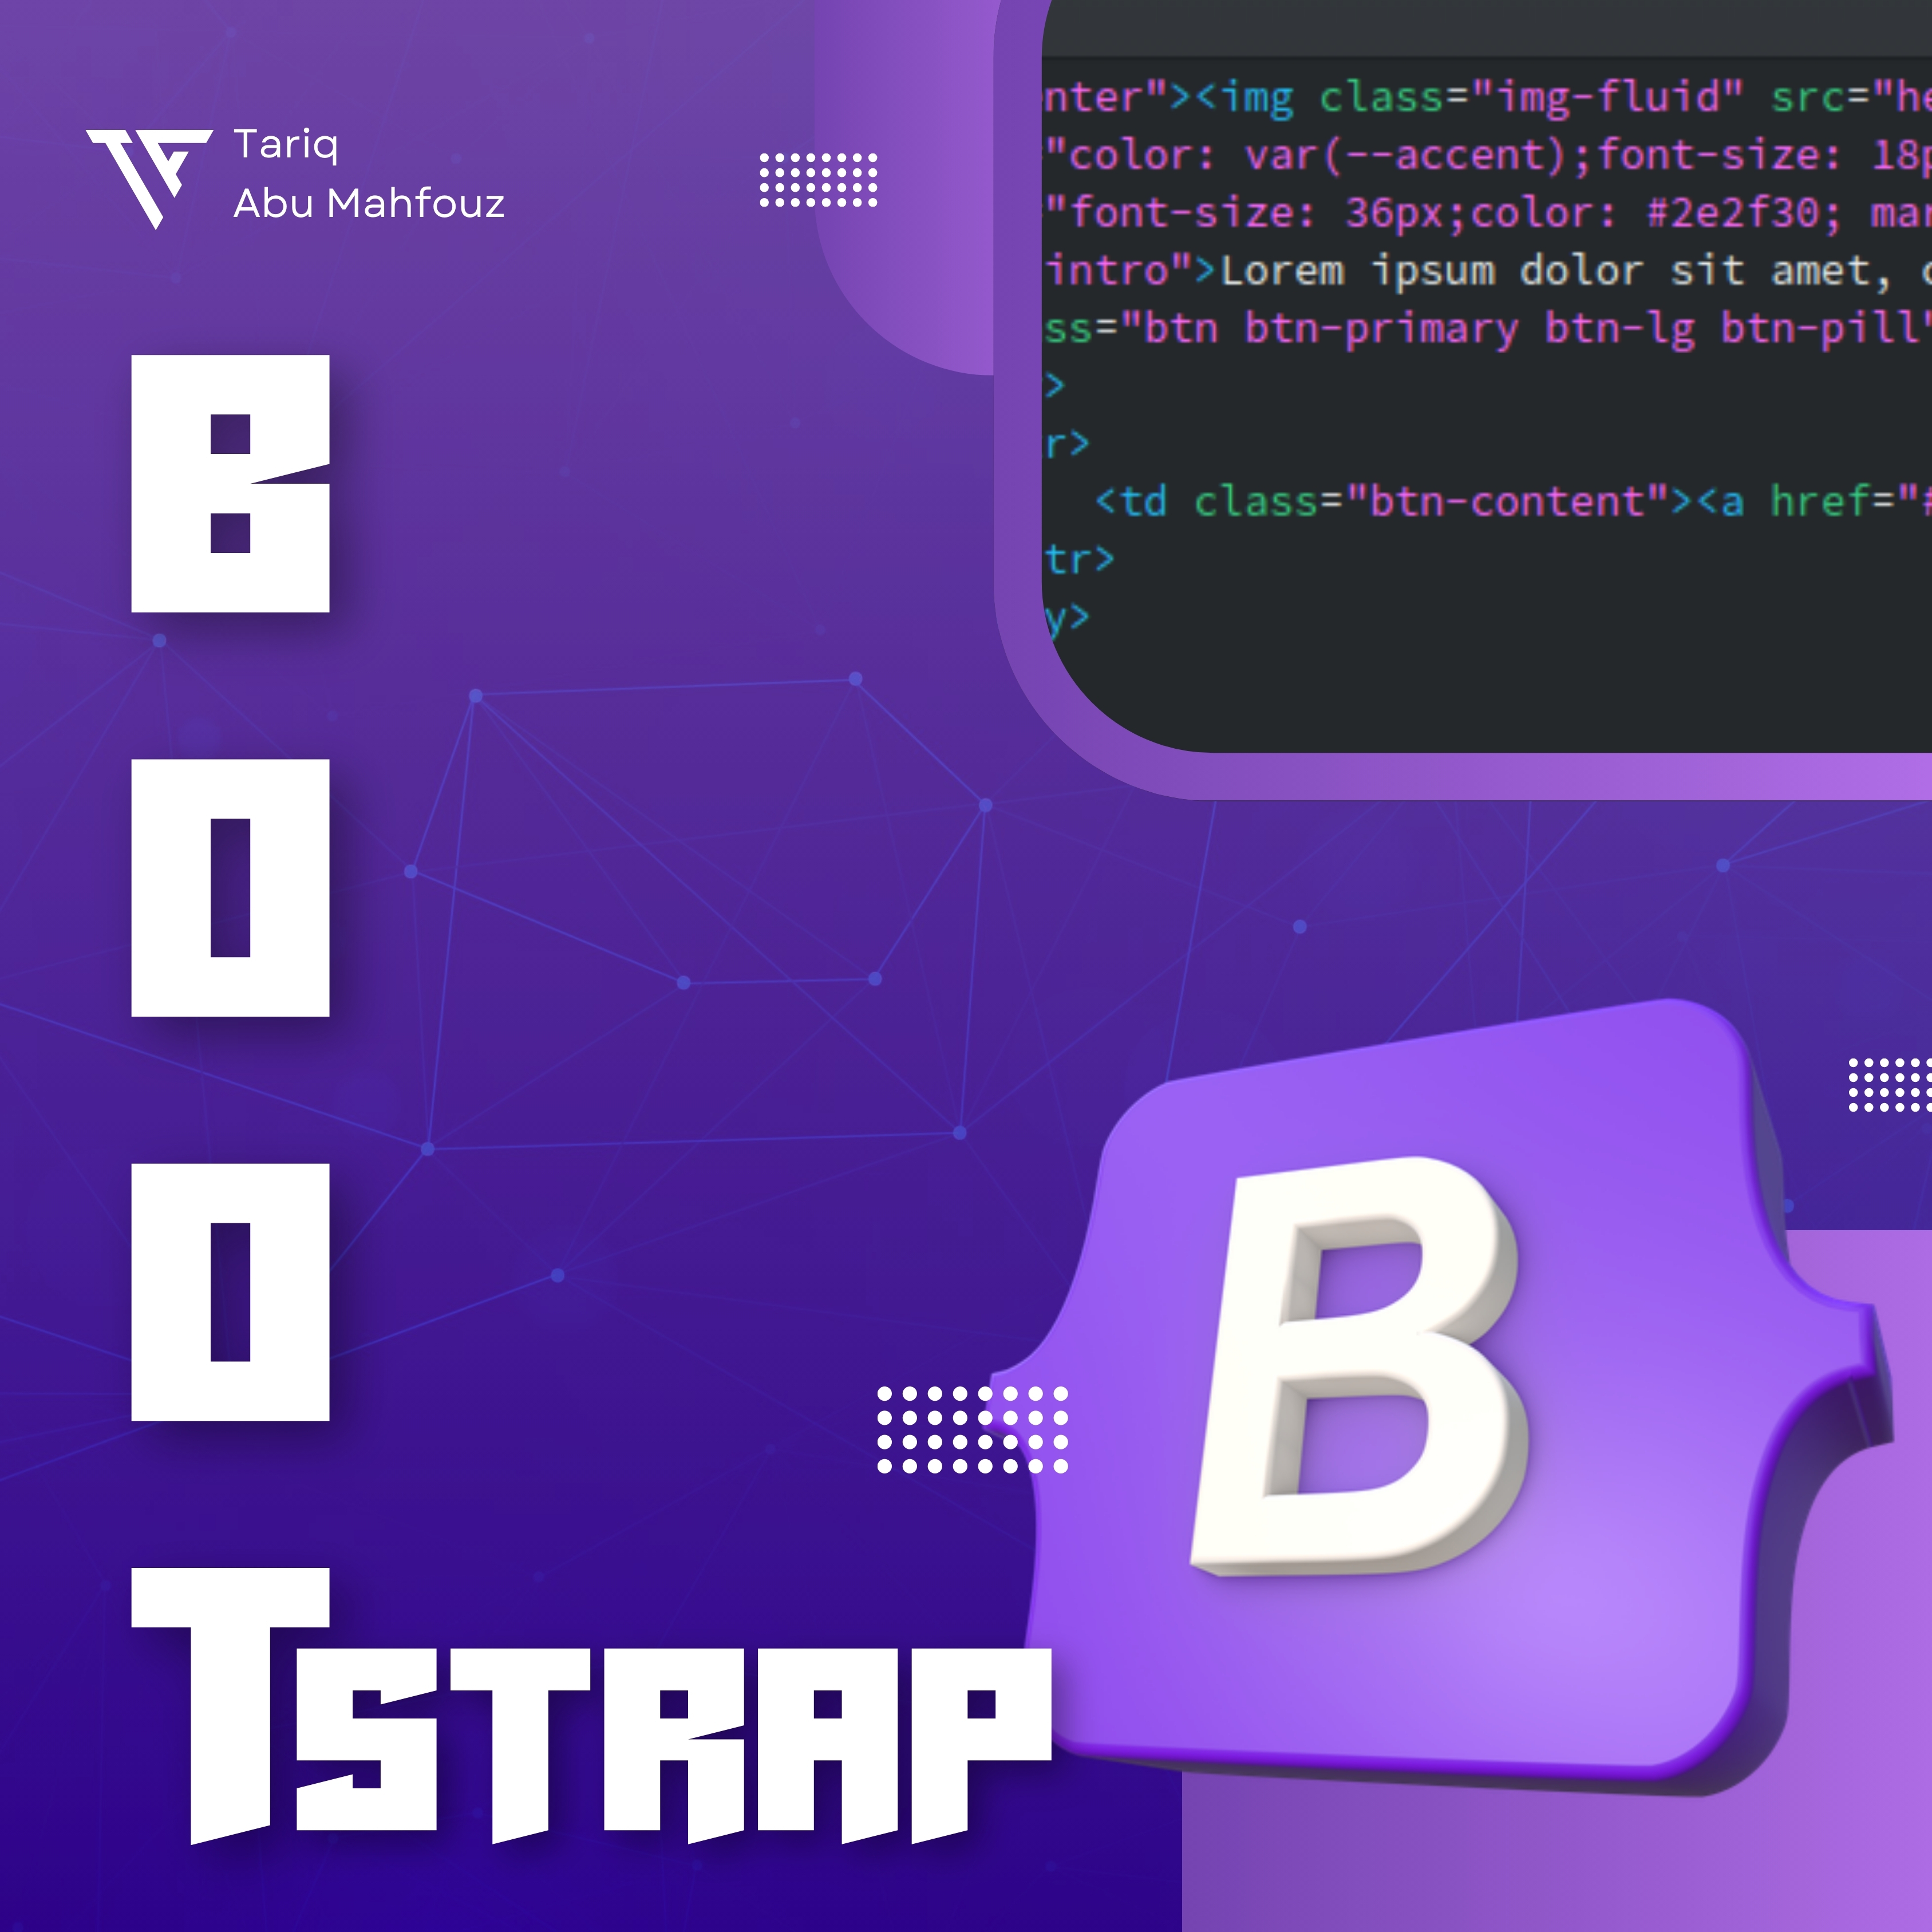 Tariq
Abu Mahfouz
nter"><img class="img-fluid" src="he
"color: var(--accent);font-size: 18p
"font-size: 36px;color: #2e2f30; mar
intro">Lorem ipsum dolor sit amet, c
ss="btn btn-primary btn-lg btn-pill"
>
r>
<td class="btn-content"><a href="#
tr>
y>
B
O
O
TSTRAP
B